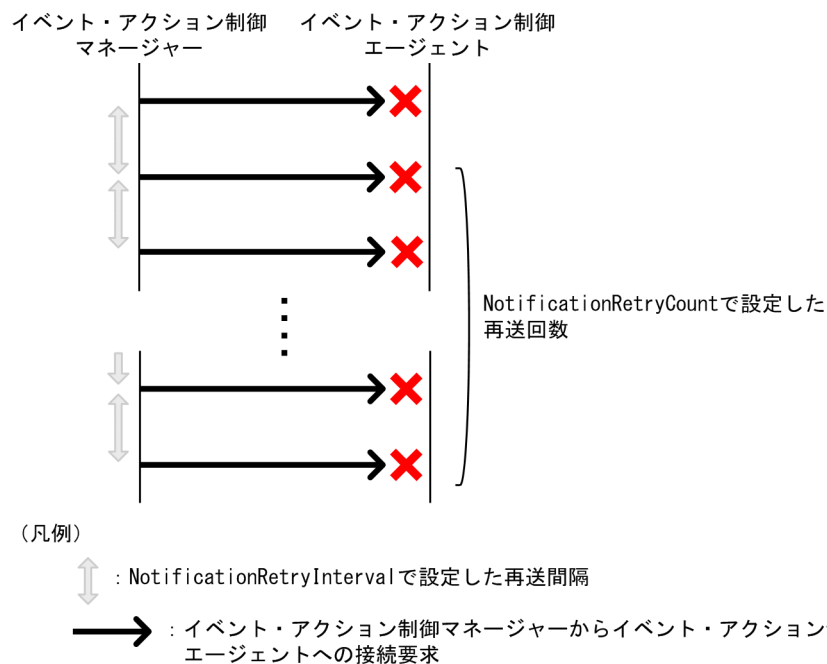 イベント・アクション制御
マネージャー
イベント・アクション制御
エージェント
NotificationRetryCountで設定した
再送回数
（凡例）
：NotificationRetryIntervalで設定した再送間隔
：イベント・アクション制御マネージャーからイベント・アクション
エージェントへの接続要求